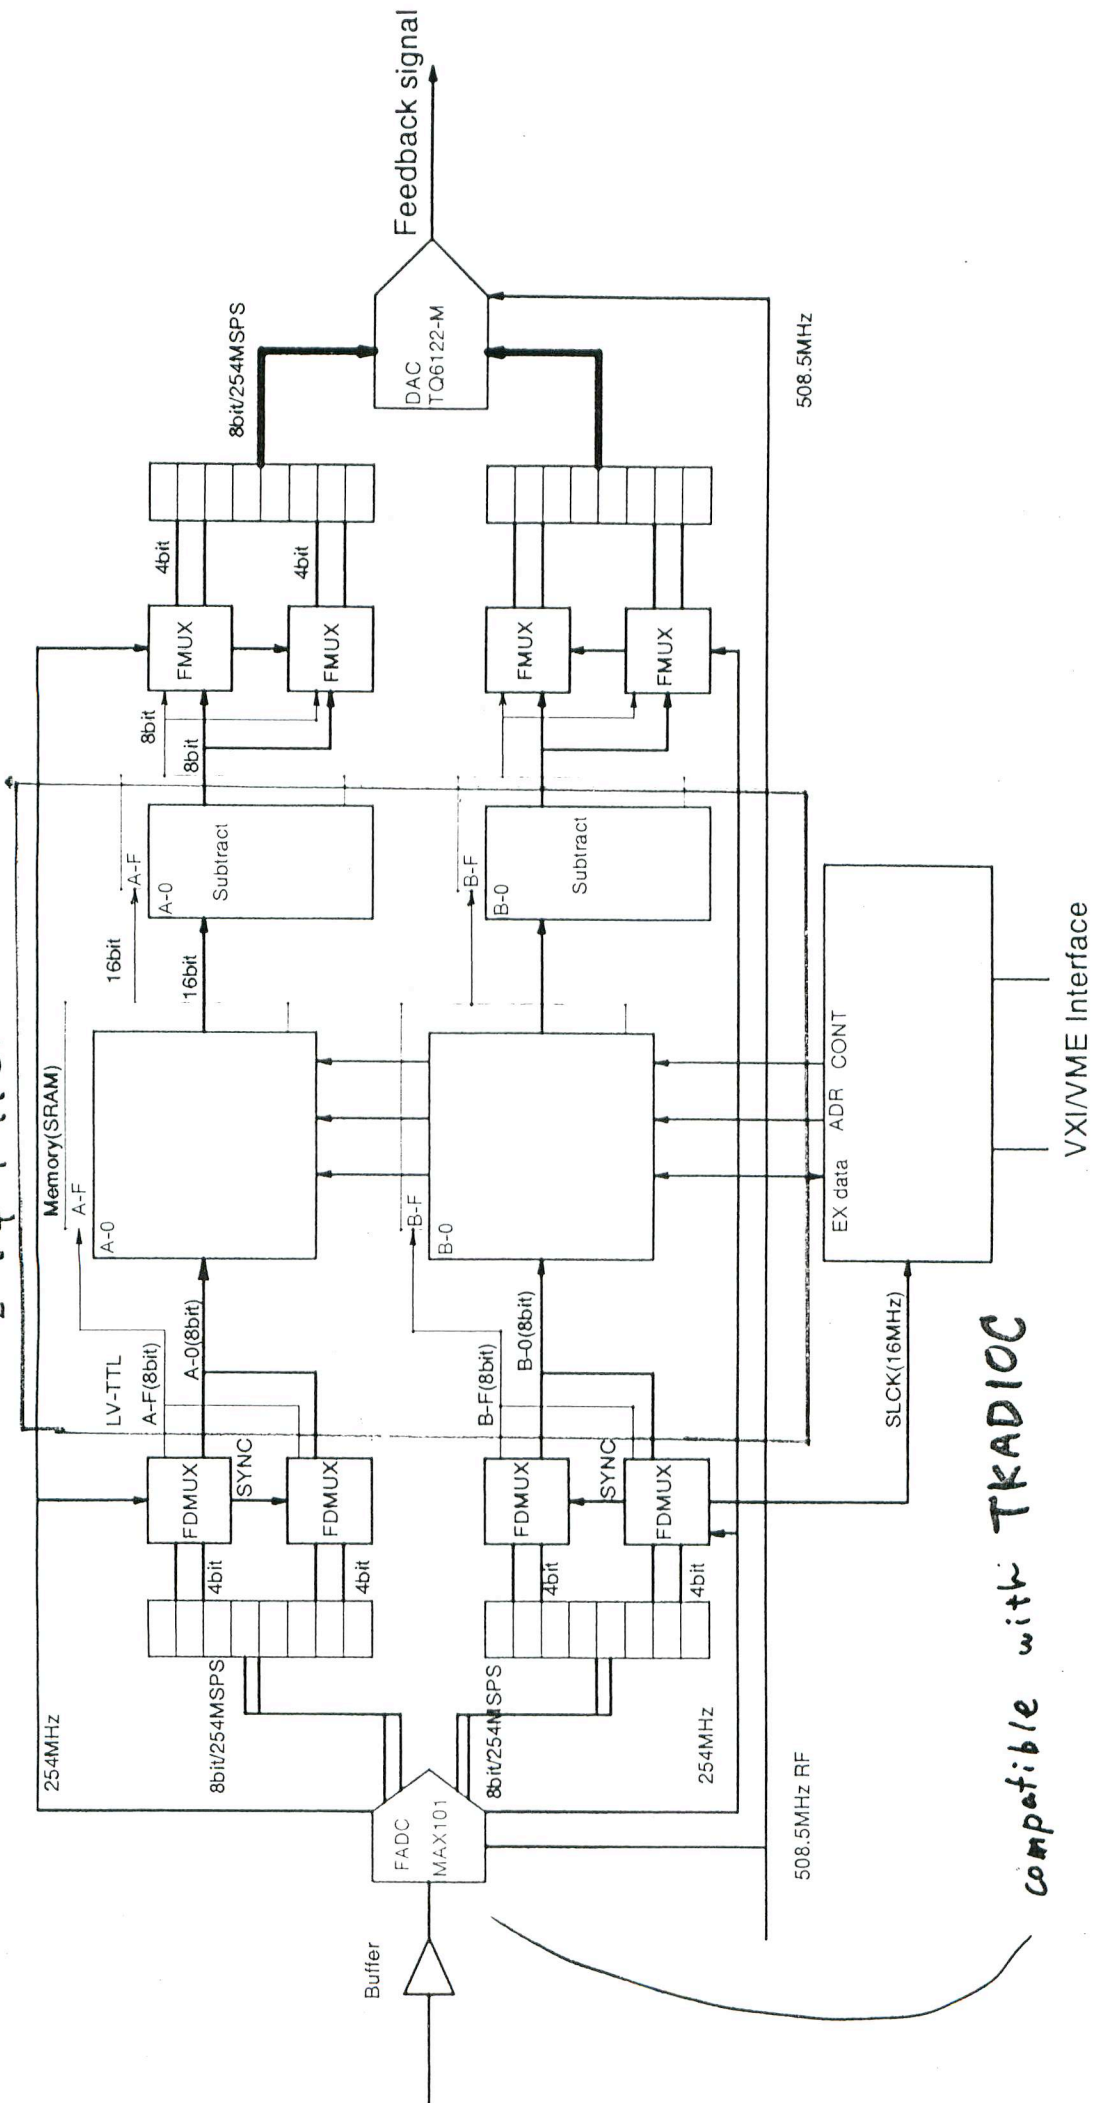 Buffer
FADC
MAX101
254MHz
8bit/254MSPS
8bit/254MSPS
254MHz
508.5MHz RF
4bit
4bit
4bit
4bit
FDMUX
SYNC
FDMUX
FDMUX
SYNC
FDMUX
LV-TTL
A-F(8bit)
A-0(8bit)
B-F(8bit)
B-0(8bit)
SLCK(16MHz)
Memory(SRAM)
A-F
A-0
B-F
B-0
EX data
ADR
CONT
VXI/VME Interface
16bit
16bit
A-F
A-0
Subtract
B-F
B-0
Subtract
8bit
8bit
FMUX
FMUX
FMUX
FMUX
4bit
4bit
8bit/254MSPS
DAC
TQ6122-M
508.5MHz
Feedback signal
compatible with TKAD10C